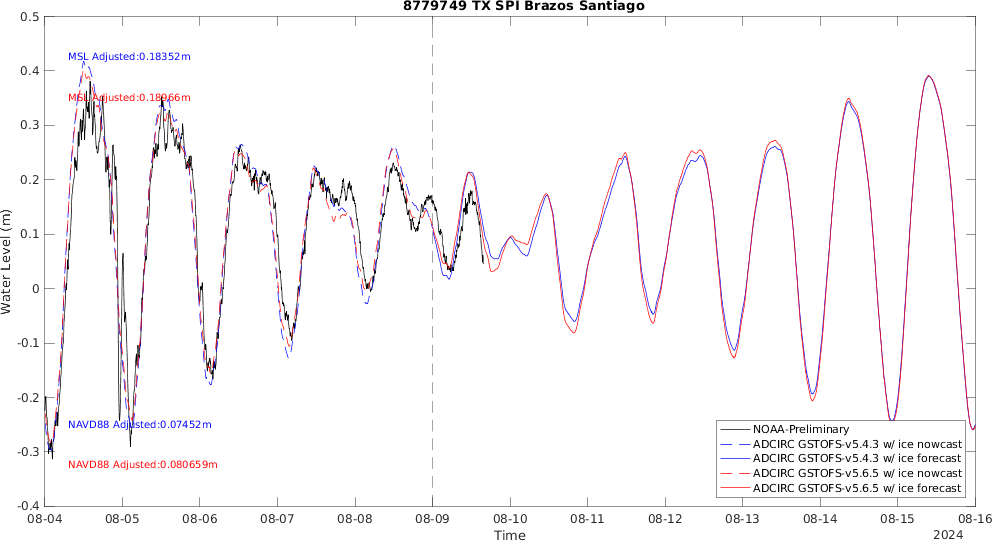 8779749 TX SPI Brazos Santiago
0.5
0.4
0.3
0.2
0.1
0
-0.1
-0.2
-0.3
-0.4
Water Level (m)
MSL Adjusted:0.18352m
MSL Adjusted:0.18966m
NAVD88 Adjusted:0.07452m
NAVD88 Adjusted:0.080659m
NOAA-Preliminary
ADCIRC GSTOFS-v5.4.3 w/ ice nowcast
ADCIRC GSTOFS-v5.4.3 w/ ice forecast
ADCIRC GSTOFS-v5.6.5 w/ ice nowcast
ADCIRC GSTOFS-v5.6.5 w/ ice forecast
08-04 08-05 08-06 08-07 08-08 08-09 08-10 08-11 08-12 08-13 08-14 08-15 08-16
Time
2024